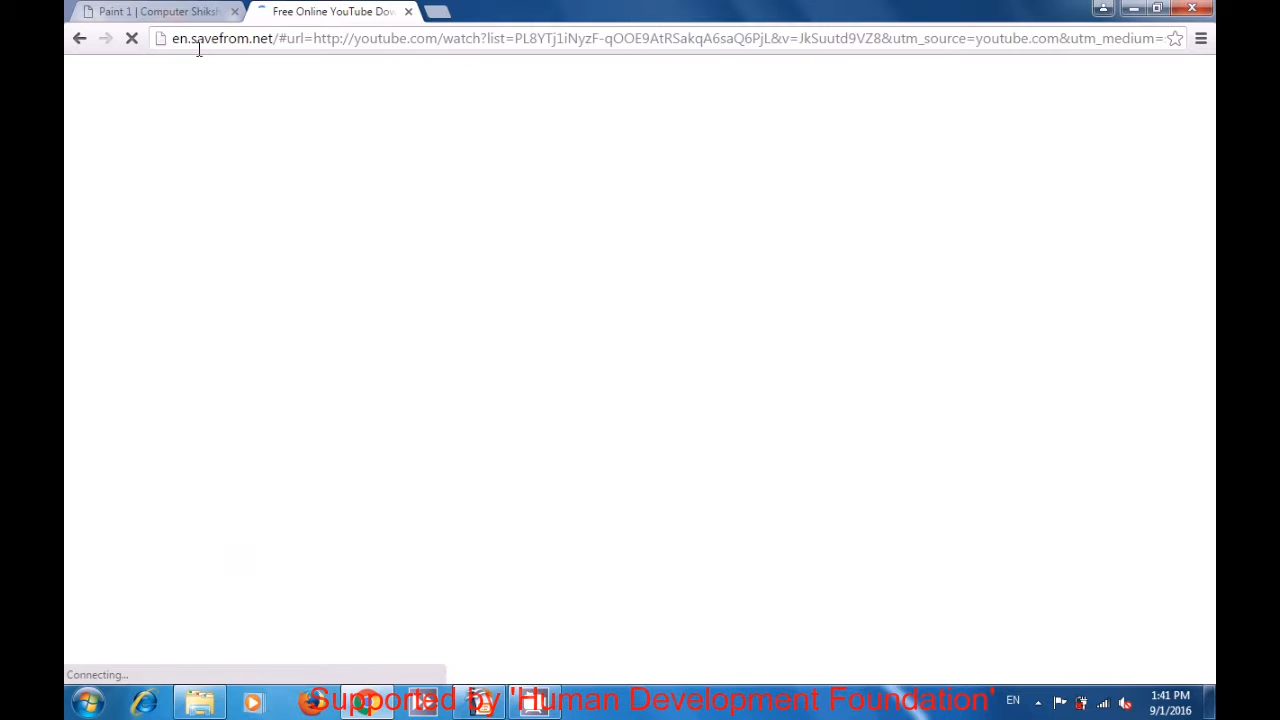 Paint 1 | Computer Shiksh
Free Online YouTube Dow
en.savefrom.net/#url=http://youtube.com/watch?list=PL8YTj1iNyzF-qOOE9AtRSakqA6saQ6PjL&v=JkSuutd9VZ8&utm_source=youtube.com&utm_medium=
Connecting...
Supported by 'Human Development Foundation'
EN
1:41 PM
9/1/2016